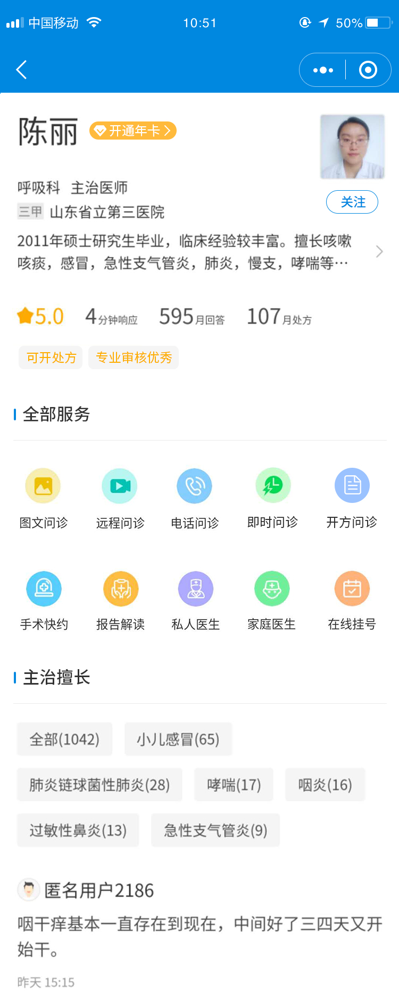 中国移动 10:51 50%
陈丽 开通年卡
呼吸科 主治医师
关注
三甲 山东省立第三医院
2011年硕士研究生毕业，临床经验较丰富。擅长咳嗽
咳痰，感冒，急性支气管炎，肺炎，慢支，哮喘等…
5.0 4分钟响应 595月回答 107月处方
可开处方 专业审核优秀
全部服务
图文问诊 远程问诊 电话问诊 即时问诊 开方问诊
手术快约 报告解读 私人医生 家庭医生 在线挂号
主治擅长
全部(1042) 小儿感冒(65)
肺炎链球菌性肺炎(28) 哮喘(17) 咽炎(16)
过敏性鼻炎(13) 急性支气管炎(9)
匿名用户2186
咽干痒基本一直存在到现在，中间好了三四天又开
始干。
昨天 15:15